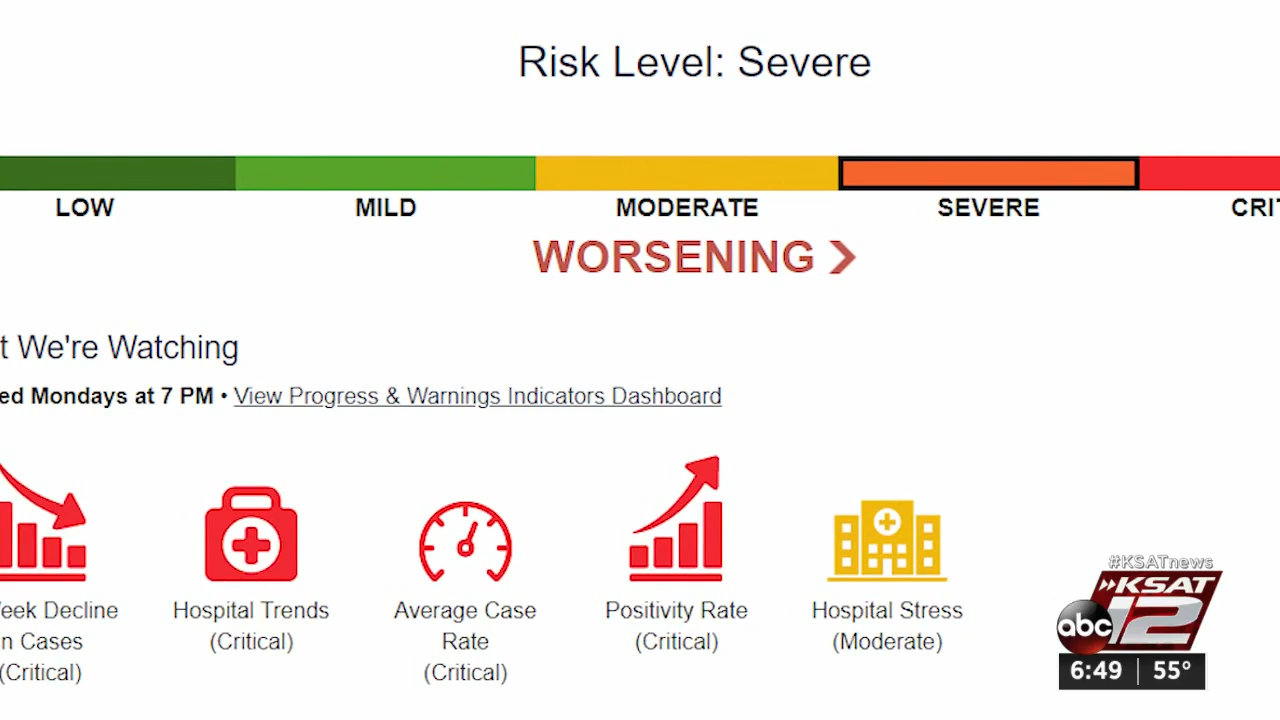 Risk Level: Severe
LOW MILD MODERATE SEVERE CRIT
WORSENING
t We're Watching
ed Mondays at 7 PM • View Progress & Warnings Indicators Dashboard
eek Decline
n Cases
(Critical)
Hospital Trends
(Critical)
Average Case
Rate
(Critical)
Positivity Rate
(Critical)
Hospital Stress
(Moderate)
#KSATnews
KSAT
abc 12
6:49 55°